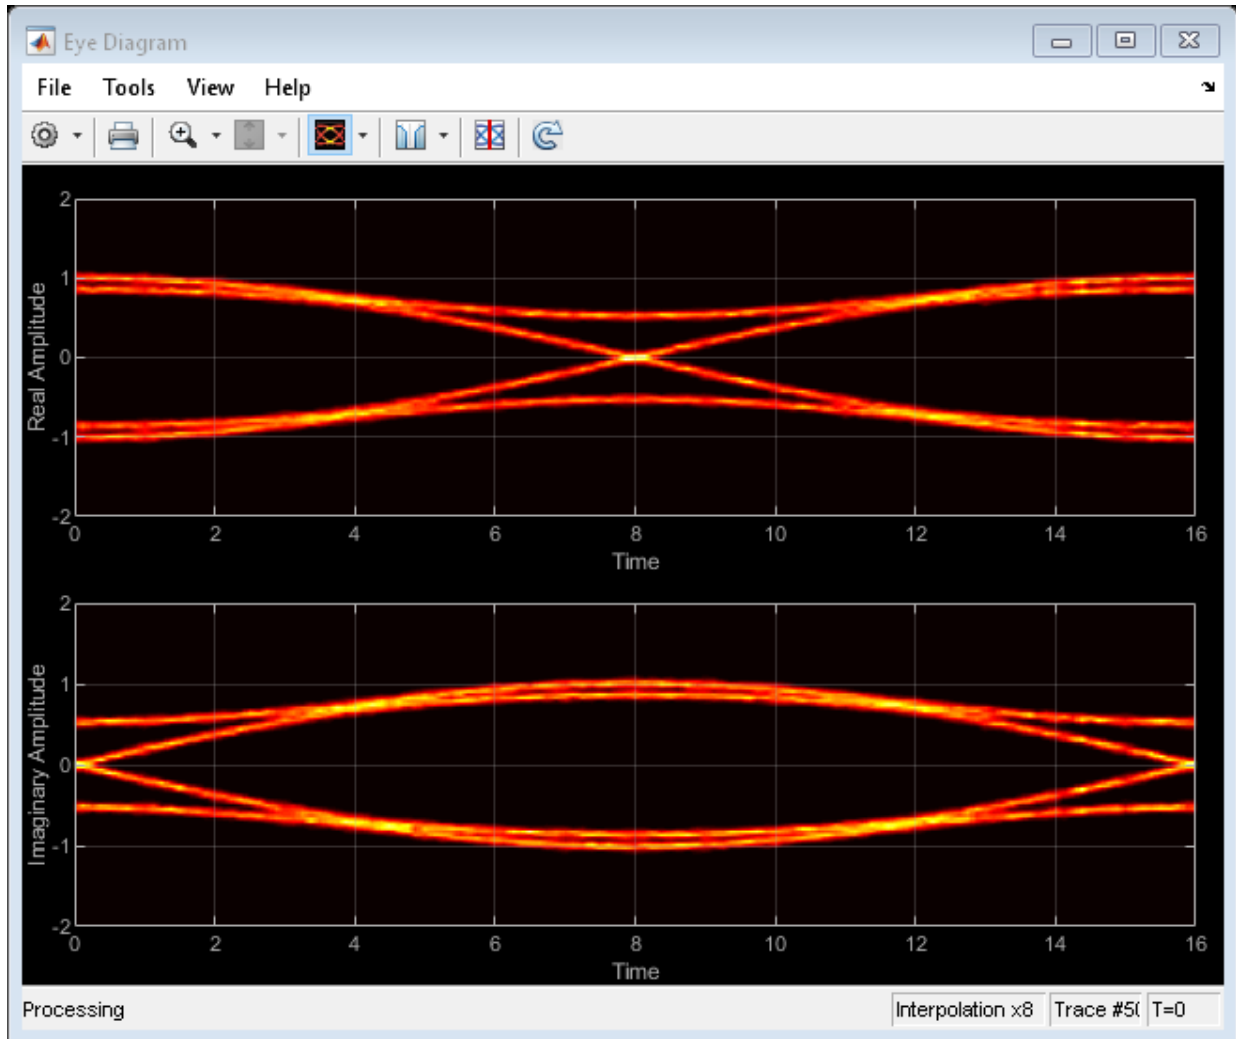 Eye Diagram
File Tools View Help
2
1
0
-1
-2
Real Amplitude
0 2 4 6 8 10 12 14 16
Time
2
1
0
-1
-2
Imaginary Amplitude
0 2 4 6 8 10 12 14 16
Time
Processing Interpolation x8 Trace #5 T=0